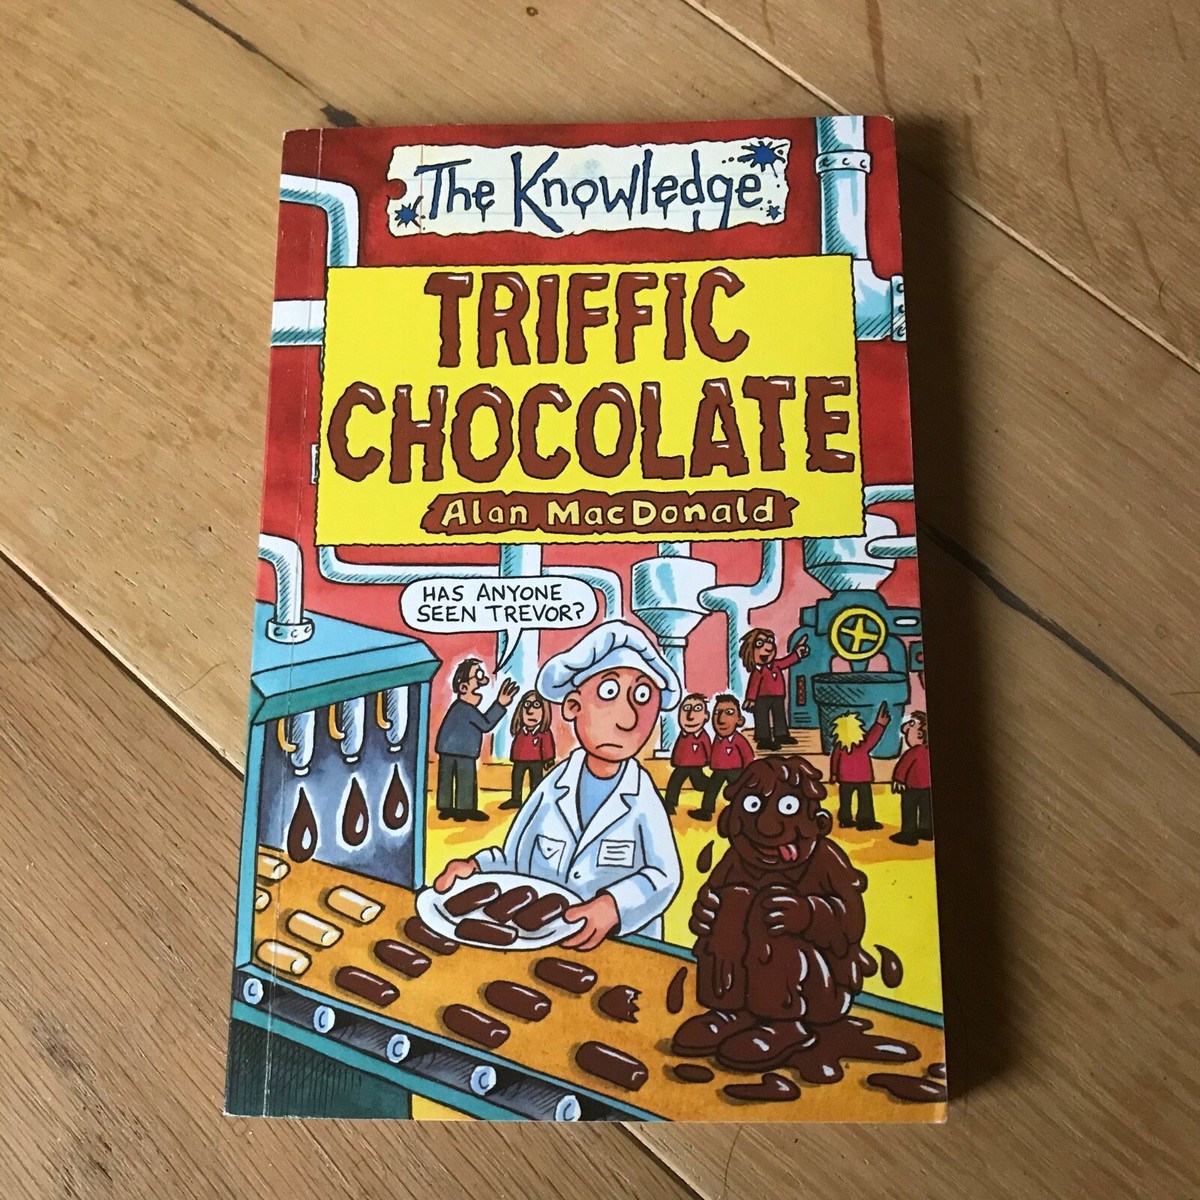 The Knowledge
TRIFFIC
CHOCOLATE
Alan MacDonald
HAS ANYONE
SEEN TREVOR?